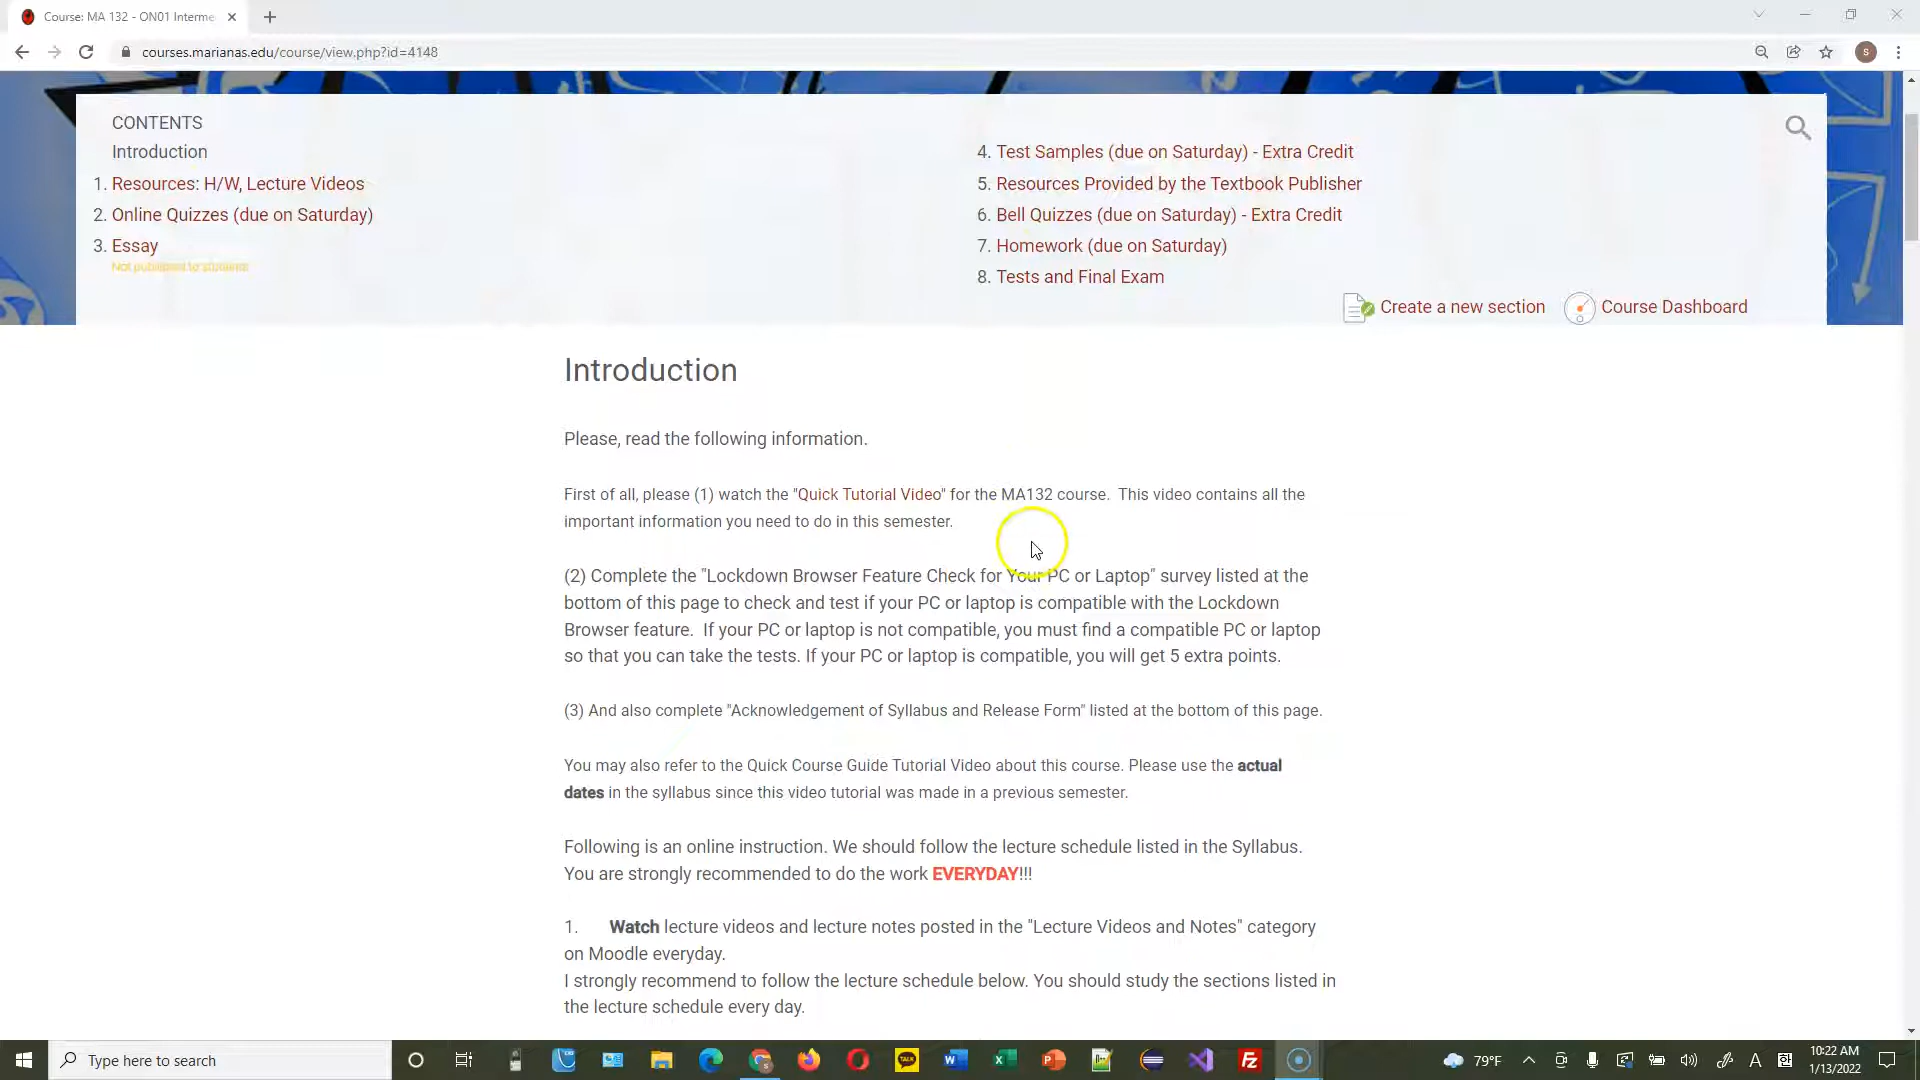 Course: MA 132 - ON01 Interme
courses.marianas.edu/course/view.php?id=4148
S
CONTENTS
Introduction
1. Resources: H/W, Lecture Videos
2. Online Quizzes (due on Saturday)
3. Essay
Not published to students
4. Test Samples (due on Saturday) - Extra Credit
5. Resources Provided by the Textbook Publisher
6. Bell Quizzes (due on Saturday) - Extra Credit
7. Homework (due on Saturday)
8. Tests and Final Exam
Create a new section
Course Dashboard
Introduction
Please, read the following information.
First of all, please (1) watch the "Quick Tutorial Video" for the MA132 course.  This video contains all the
important information you need to do in this semester.
(2) Complete the "Lockdown Browser Feature Check for Your PC or Laptop" survey listed at the
bottom of this page to check and test if your PC or laptop is compatible with the Lockdown
Browser feature.  If your PC or laptop is not compatible, you must find a compatible PC or laptop
so that you can take the tests. If your PC or laptop is compatible, you will get 5 extra points.
(3) And also complete "Acknowledgement of Syllabus and Release Form" listed at the bottom of this page.
You may also refer to the Quick Course Guide Tutorial Video about this course. Please use the actual
dates in the syllabus since this video tutorial was made in a previous semester.
Following is an online instruction. We should follow the lecture schedule listed in the Syllabus.
You are strongly recommended to do the work EVERYDAY!!!
1. Watch lecture videos and lecture notes posted in the "Lecture Videos and Notes" category
on Moodle everyday.
I strongly recommend to follow the lecture schedule below. You should study the sections listed in
the lecture schedule every day.
Type here to search
TALK
79°F
A
10:22 AM
1/13/2022